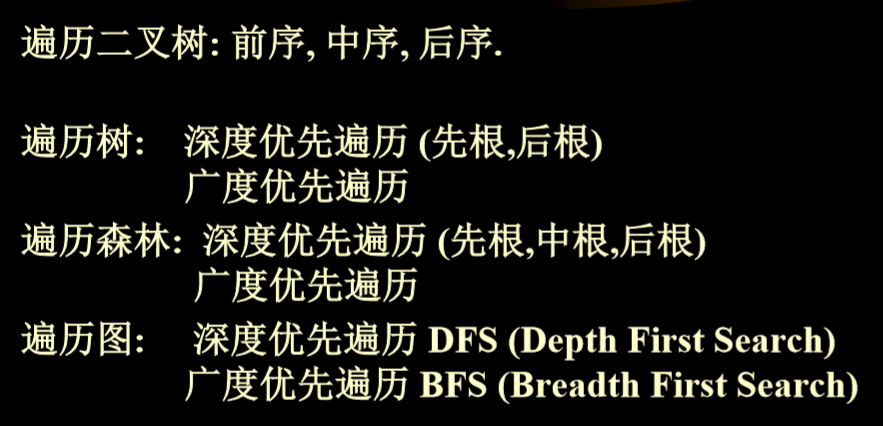 遍历二叉树: 前序, 中序, 后序.
遍历树: 深度优先遍历 (先根,后根)
广度优先遍历
遍历森林: 深度优先遍历 (先根,中根,后根)
广度优先遍历
遍历图: 深度优先遍历 DFS (Depth First Search)
广度优先遍历 BFS (Breadth First Search)